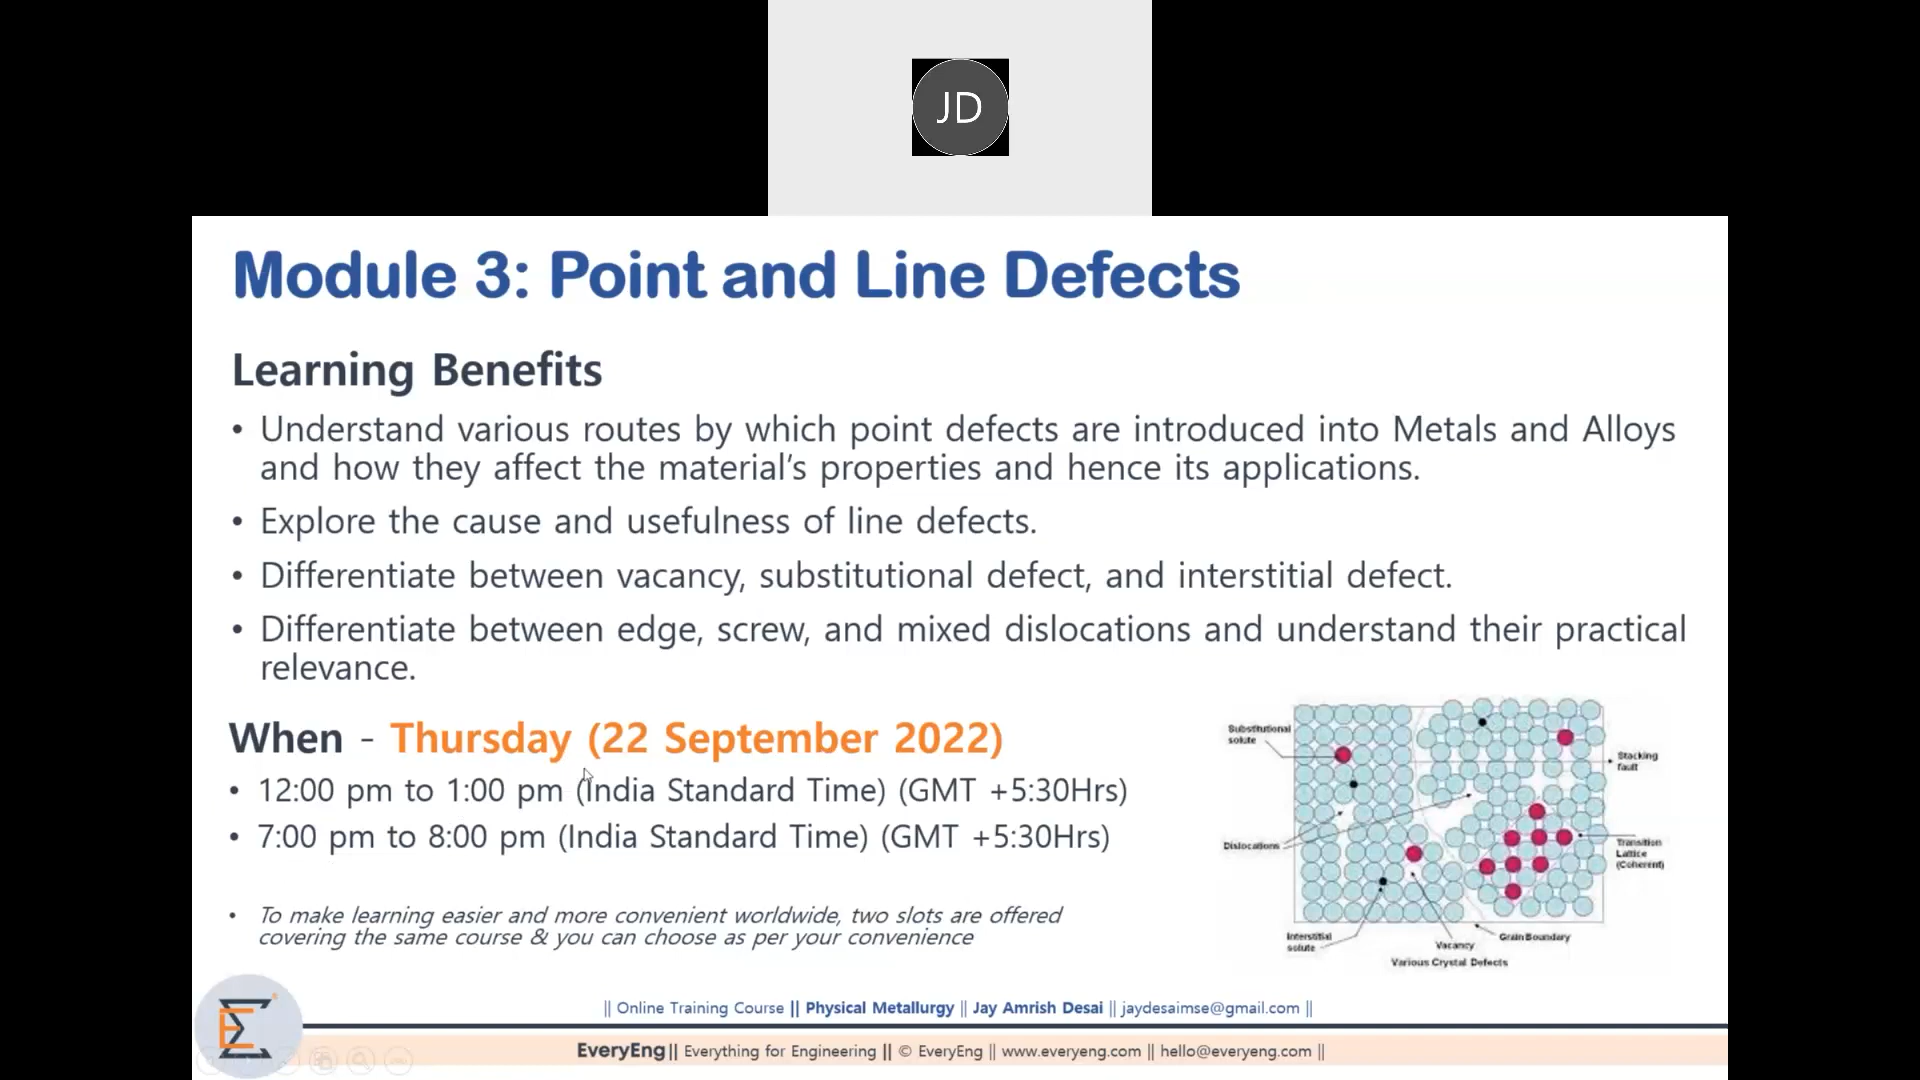 JD
Module 3: Point and Line Defects
Learning Benefits
• Understand various routes by which point defects are introduced into Metals and Alloys
and how they affect the material's properties and hence its applications.
• Explore the cause and usefulness of line defects.
• Differentiate between vacancy, substitutional defect, and interstitial defect.
• Differentiate between edge, screw, and mixed dislocations and understand their practical
relevance.
When - Thursday (22 September 2022)
• 12:00 pm to 1:00 pm (India Standard Time) (GMT +5:30Hrs)
• 7:00 pm to 8:00 pm (India Standard Time) (GMT +5:30Hrs)
• To make learning easier and more convenient worldwide, two slots are offered
covering the same course & you can choose as per your convenience
Substitutional
solute
Stacking
fault
Dislocations
Transition
Lattice
(Coherent)
Interstitial
solute
Vacancy
Grain Boundary
Various Crystal Defects
|| Online Training Course || Physical Metallurgy || Jay Amrish Desai || jaydesaimse@gmail.com ||
EveryEng || Everything for Engineering || © EveryEng || www.everyeng.com || hello@everyeng.com ||